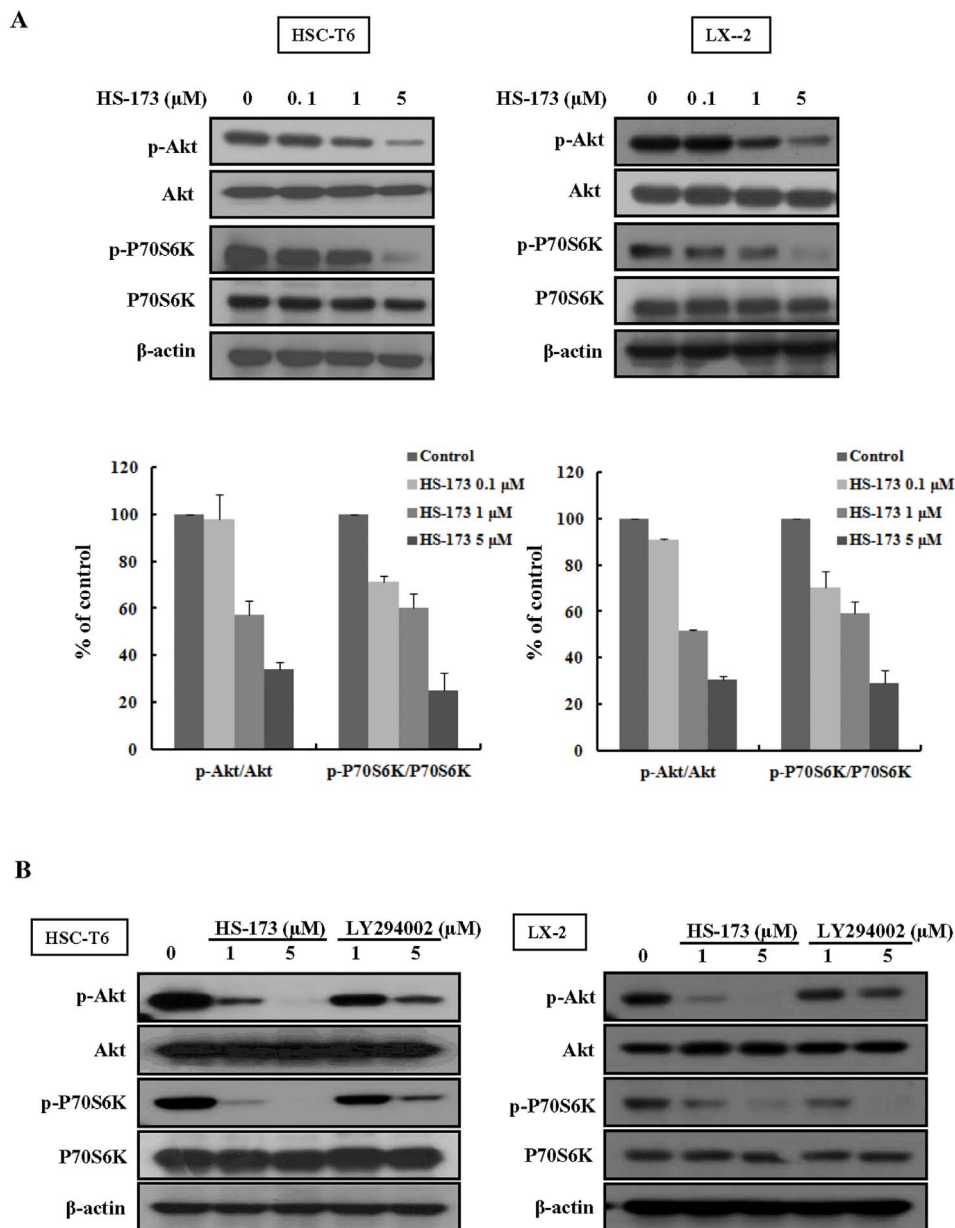 A
HSC-T6
HS-173 (µM) 0 0. 1 1 5
p-Akt
Akt
p-P70S6K
P70S6K
β-actin
LX--2
HS-173 (µM) 0 0 .1 1 5
p-Akt
Akt
p-P70S6K
P70S6K
β-actin
% of control
120
100
80
60
40
20
0
Control
HS-173 0.1 µM
HS-173 1 µM
HS-173 5 µM
p-Akt/Akt p-P70S6K/P70S6K
% of control
120
100
80
60
40
20
0
Control
HS-173 0.1 µM
HS-173 1 µM
HS-173 5 µM
p-Akt/Akt p-P70S6K/P70S6K
B
HSC-T6
HS-173 (µM) LY294002 (µM)
0 1 5 1 5
p-Akt
Akt
p-P70S6K
P70S6K
β-actin
LX-2
HS-173 (µM) LY294002 (µM)
0 1 5 1 5
p-Akt
Akt
p-P70S6K
P70S6K
β-actin